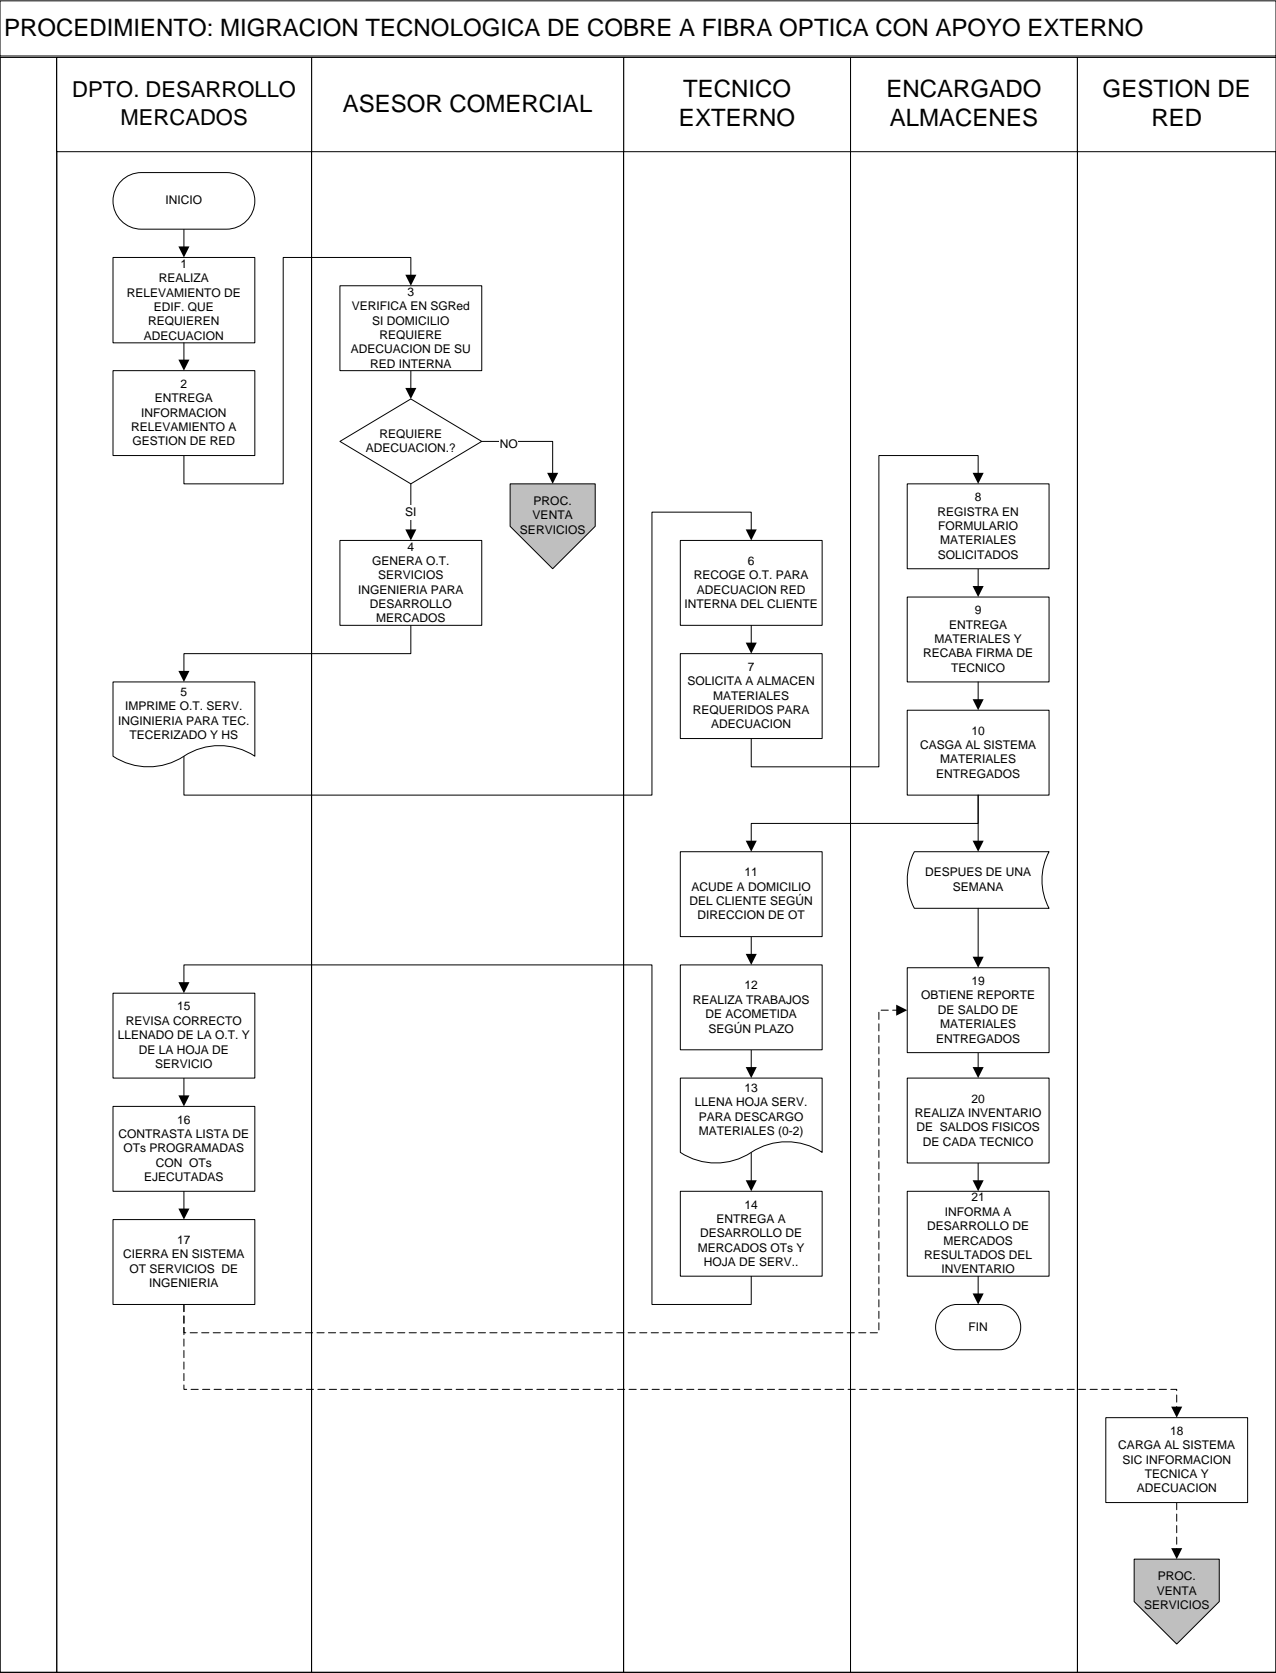 PROCEDIMIENTO: MIGRACION TECNOLOGICA DE COBRE A FIBRA OPTICA CON APOYO EXTERNO
DPTO. DESARROLLO
MERCADOS
ASESOR COMERCIAL
TECNICO
EXTERNO
ENCARGADO
ALMACENES
GESTION DE
RED
INICIO
1
REALIZA
RELEVAMIENTO DE
EDIF. QUE
REQUIEREN
ADECUACION
2
ENTREGA
INFORMACION
RELEVAMIENTO A
GESTION DE RED
3
VERIFICA EN SGRed
SI DOMICILIO
REQUIERE
ADECUACION DE SU
RED INTERNA
REQUIERE
ADECUACION.?
NO
PROC.
VENTA
SERVICIOS
SI
4
GENERA O.T.
SERVICIOS
INGENIERIA PARA
DESARROLLO
MERCADOS
5
IMPRIME O.T. SERV.
INGINIERIA PARA TEC.
TECERIZADO Y HS
6
RECOGE O.T. PARA
ADECUACION RED
INTERNA DEL CLIENTE
7
SOLICITA A ALMACEN
MATERIALES
REQUERIDOS PARA
ADECUACION
8
REGISTRA EN
FORMULARIO
MATERIALES
SOLICITADOS
9
ENTREGA
MATERIALES Y
RECABA FIRMA DE
TECNICO
10
CASGA AL SISTEMA
MATERIALES
ENTREGADOS
11
ACUDE A DOMICILIO
DEL CLIENTE SEGÚN
DIRECCION DE OT
DESPUES DE UNA
SEMANA
12
REALIZA TRABAJOS
DE ACOMETIDA
SEGÚN PLAZO
13
LLENA HOJA SERV.
PARA DESCARGO
MATERIALES (0-2)
14
ENTREGA A
DESARROLLO DE
MERCADOS OTs Y
HOJA DE SERV..
15
REVISA CORRECTO
LLENADO DE LA O.T. Y
DE LA HOJA DE
SERVICIO
16
CONTRASTA LISTA DE
OTs PROGRAMADAS
CON OTs
EJECUTADAS
17
CIERRA EN SISTEMA
OT SERVICIOS DE
INGENIERIA
19
OBTIENE REPORTE
DE SALDO DE
MATERIALES
ENTREGADOS
20
REALIZA INVENTARIO
DE SALDOS FISICOS
DE CADA TECNICO
21
INFORMA A
DESARROLLO DE
MERCADOS
RESULTADOS DEL
INVENTARIO
FIN
18
CARGA AL SISTEMA
SIC INFORMACION
TECNICA Y
ADECUACION
PROC.
VENTA
SERVICIOS